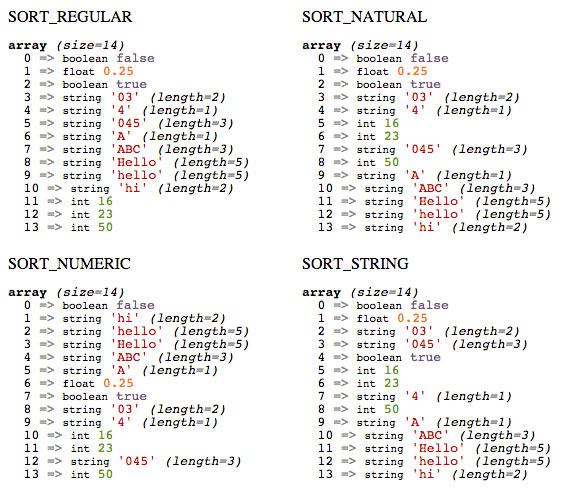 SORT_REGULAR
array (size=14)
0 => boolean false
1 => float 0.25
2 => boolean true
3 => string '03' (length=2)
4 => string '4' (length=1)
5 => string '045' (length=3)
6 => string 'A' (length=1)
7 => string 'ABC' (length=3)
8 => string 'Hello' (length=5)
9 => string 'hello' (length=5)
10 => string 'hi' (length=2)
11 => int 16
12 => int 23
13 => int 50
SORT_NATURAL
array (size=14)
0 => boolean false
1 => float 0.25
2 => boolean true
3 => string '03' (length=2)
4 => string '4' (length=1)
5 => int 16
6 => int 23
7 => string '045' (length=3)
8 => int 50
9 => string 'A' (length=1)
10 => string 'ABC' (length=3)
11 => string 'Hello' (length=5)
12 => string 'hello' (length=5)
13 => string 'hi' (length=2)
SORT_NUMERIC
array (size=14)
0 => boolean false
1 => string 'hi' (length=2)
2 => string 'hello' (length=5)
3 => string 'Hello' (length=5)
4 => string 'ABC' (length=3)
5 => string 'A' (length=1)
6 => float 0.25
7 => boolean true
8 => string '03' (length=2)
9 => string '4' (length=1)
10 => int 16
11 => int 23
12 => string '045' (length=3)
13 => int 50
SORT_STRING
array (size=14)
0 => boolean false
1 => float 0.25
2 => string '03' (length=2)
3 => string '045' (length=3)
4 => boolean true
5 => int 16
6 => int 23
7 => string '4' (length=1)
8 => int 50
9 => string 'A' (length=1)
10 => string 'ABC' (length=3)
11 => string 'Hello' (length=5)
12 => string 'hello' (length=5)
13 => string 'hi' (length=2)